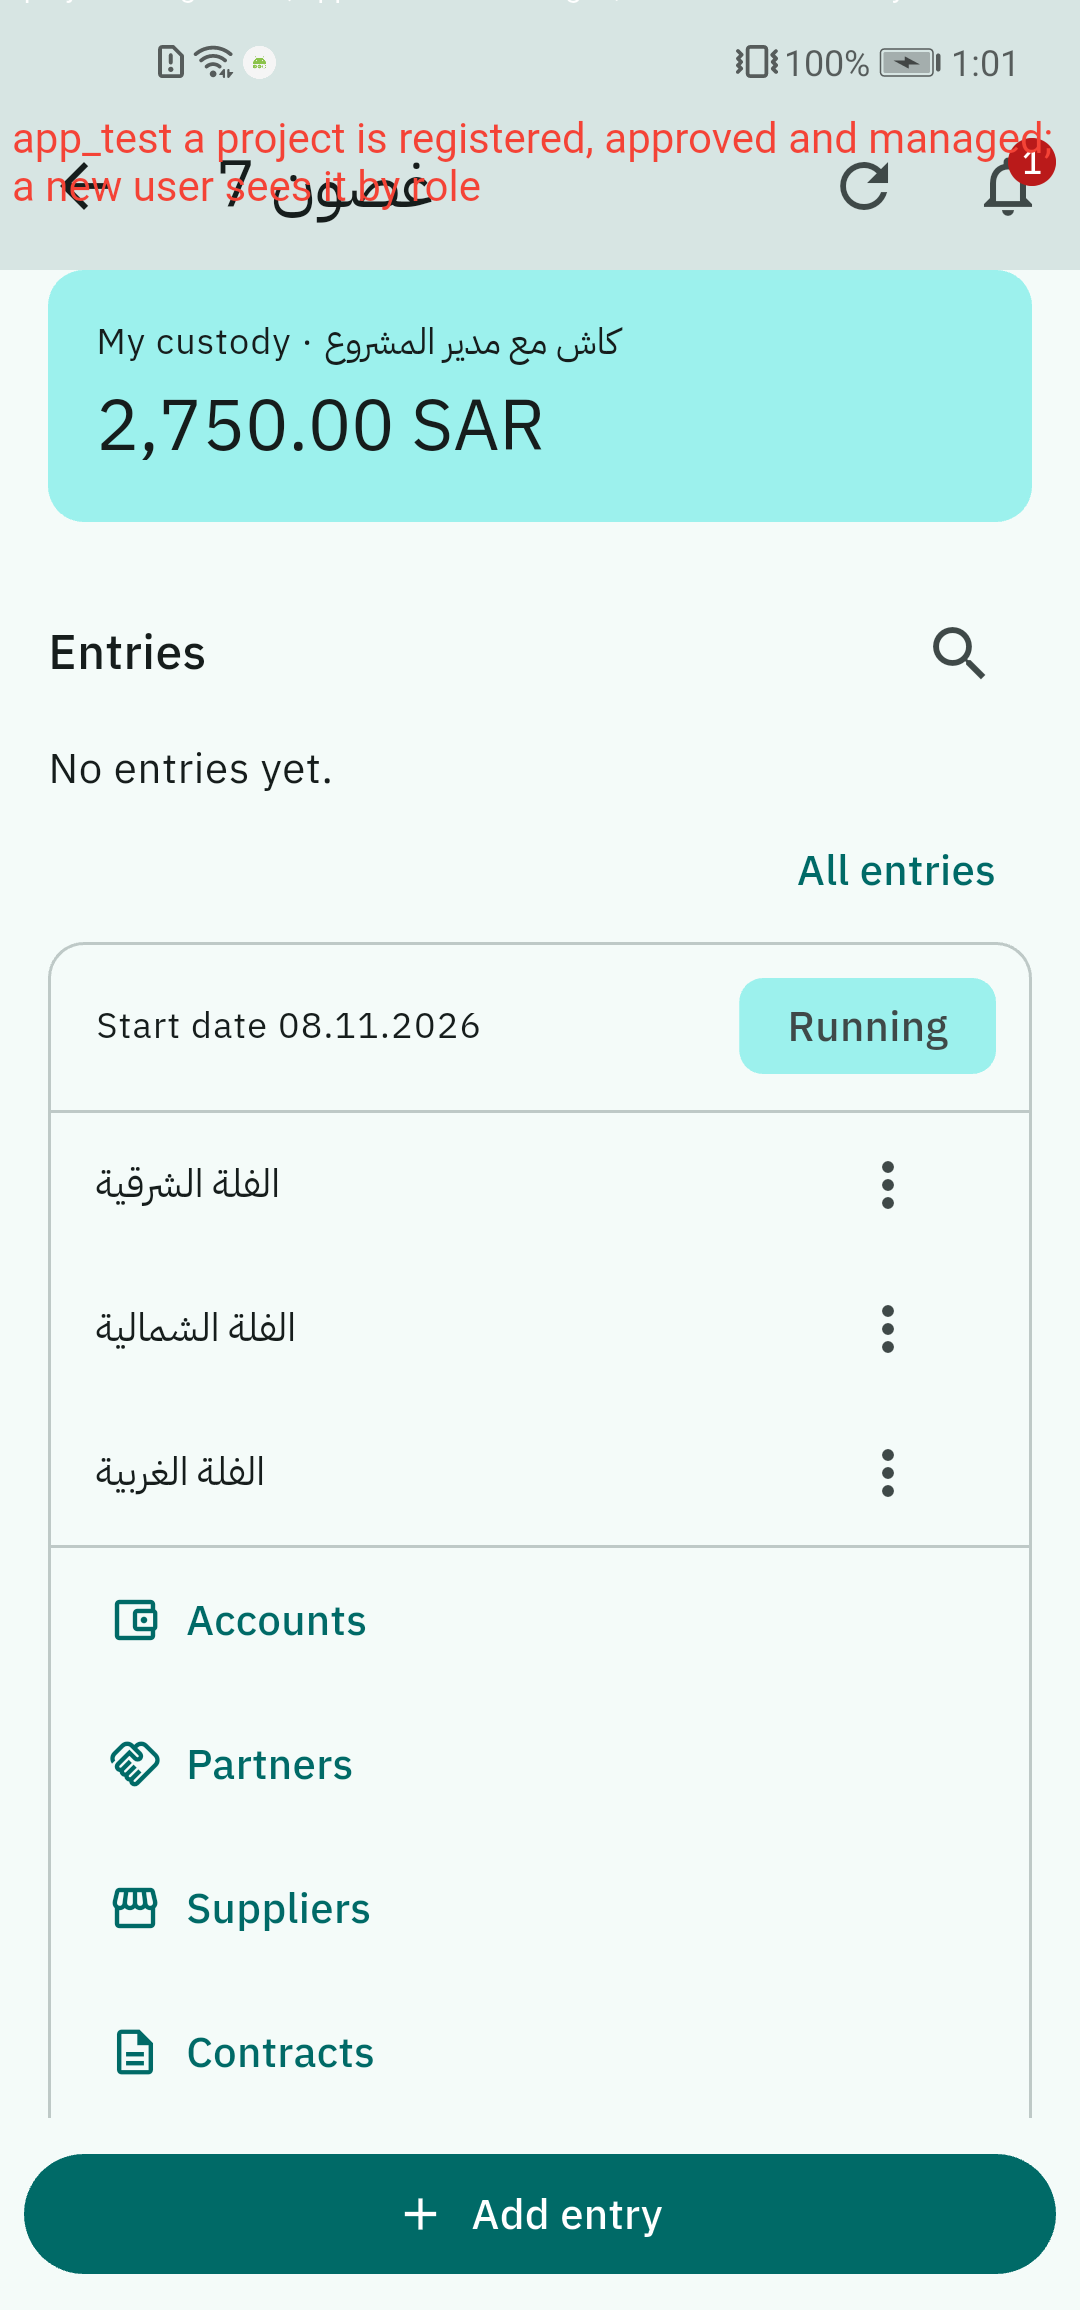 100% 1:01
app_test a project is registered, approved and managed;
a new user sees it by role
غصون 7
1
My custody · كاش مع مدير المشروع
2,750.00 SAR
Entries
No entries yet.
All entries
Start date 08.11.2026
Running
الفلة الشرقية
الفلة الشمالية
الفلة الغربية
Accounts
Partners
Suppliers
Contracts
+ Add entry